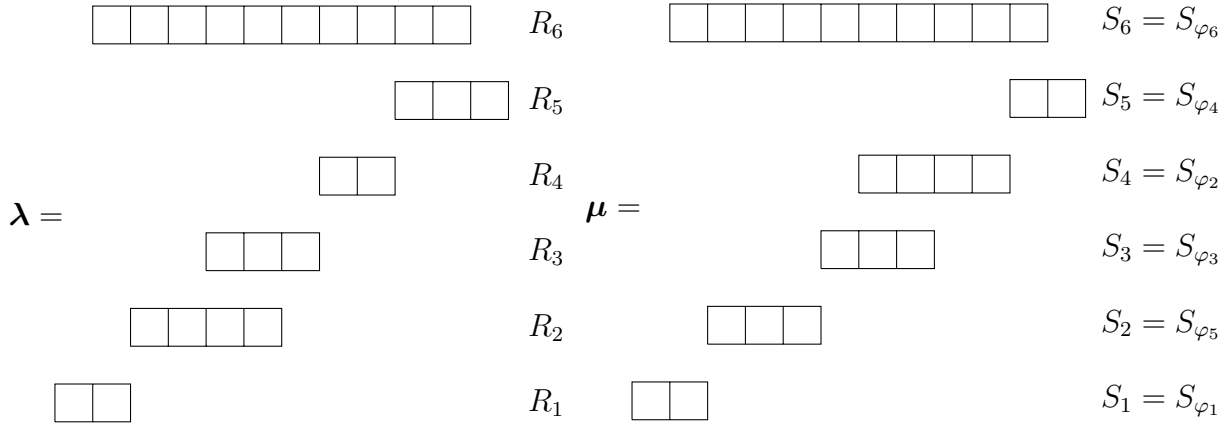 R_6 S_6 = S_{φ_6}
R_5 S_5 = S_{φ_4}
R_4 S_4 = S_{φ_2}
λ = μ =
R_3 S_3 = S_{φ_3}
R_2 S_2 = S_{φ_5}
R_1 S_1 = S_{φ_1}